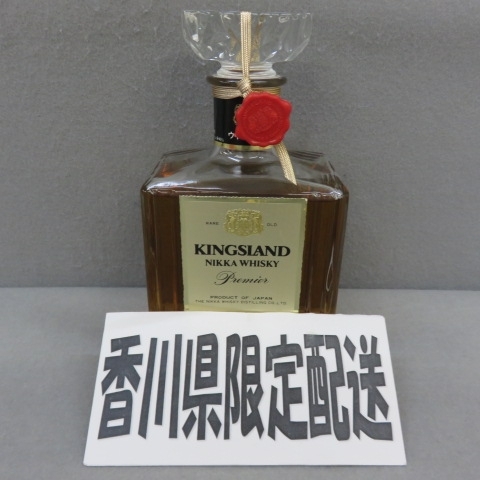 RARE OLD
KINGSLAND
NIKKA WHISKY
Premier
PRODUCT OF JAPAN
THE NIKKA WHISKY DISTILLING CO., LTD.
香川県限定配送